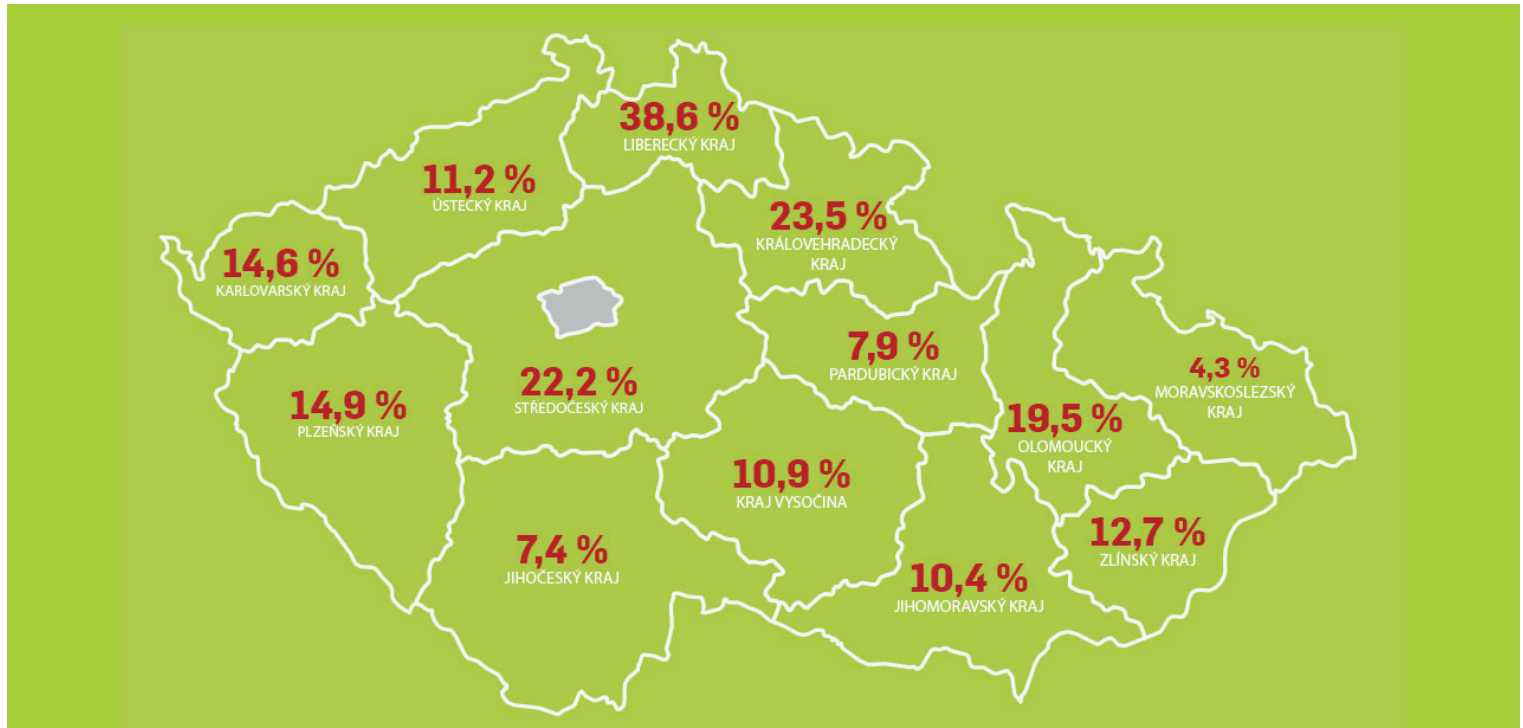 38,6 %
LIBERECKÝ KRAJ
11,2 %
ÚSTECKÝ KRAJ
23,5 %
KRÁLOVEHRADECKÝ
KRAJ
14,6 %
KARLOVARSKÝ KRAJ
7,9 %
PARDUBICKÝ KRAJ
4,3 %
MORAVSKOSLEZSKÝ
KRAJ
22,2 %
STŘEDOČESKÝ KRAJ
14,9 %
PLZEŇSKÝ KRAJ
19,5 %
OLOMOUCKÝ
KRAJ
10,9 %
KRAJ VYSOČINA
12,7 %
ZLÍNSKÝ KRAJ
7,4 %
JIHOČESKÝ KRAJ
10,4 %
JIHOMORAVSKÝ KRAJ